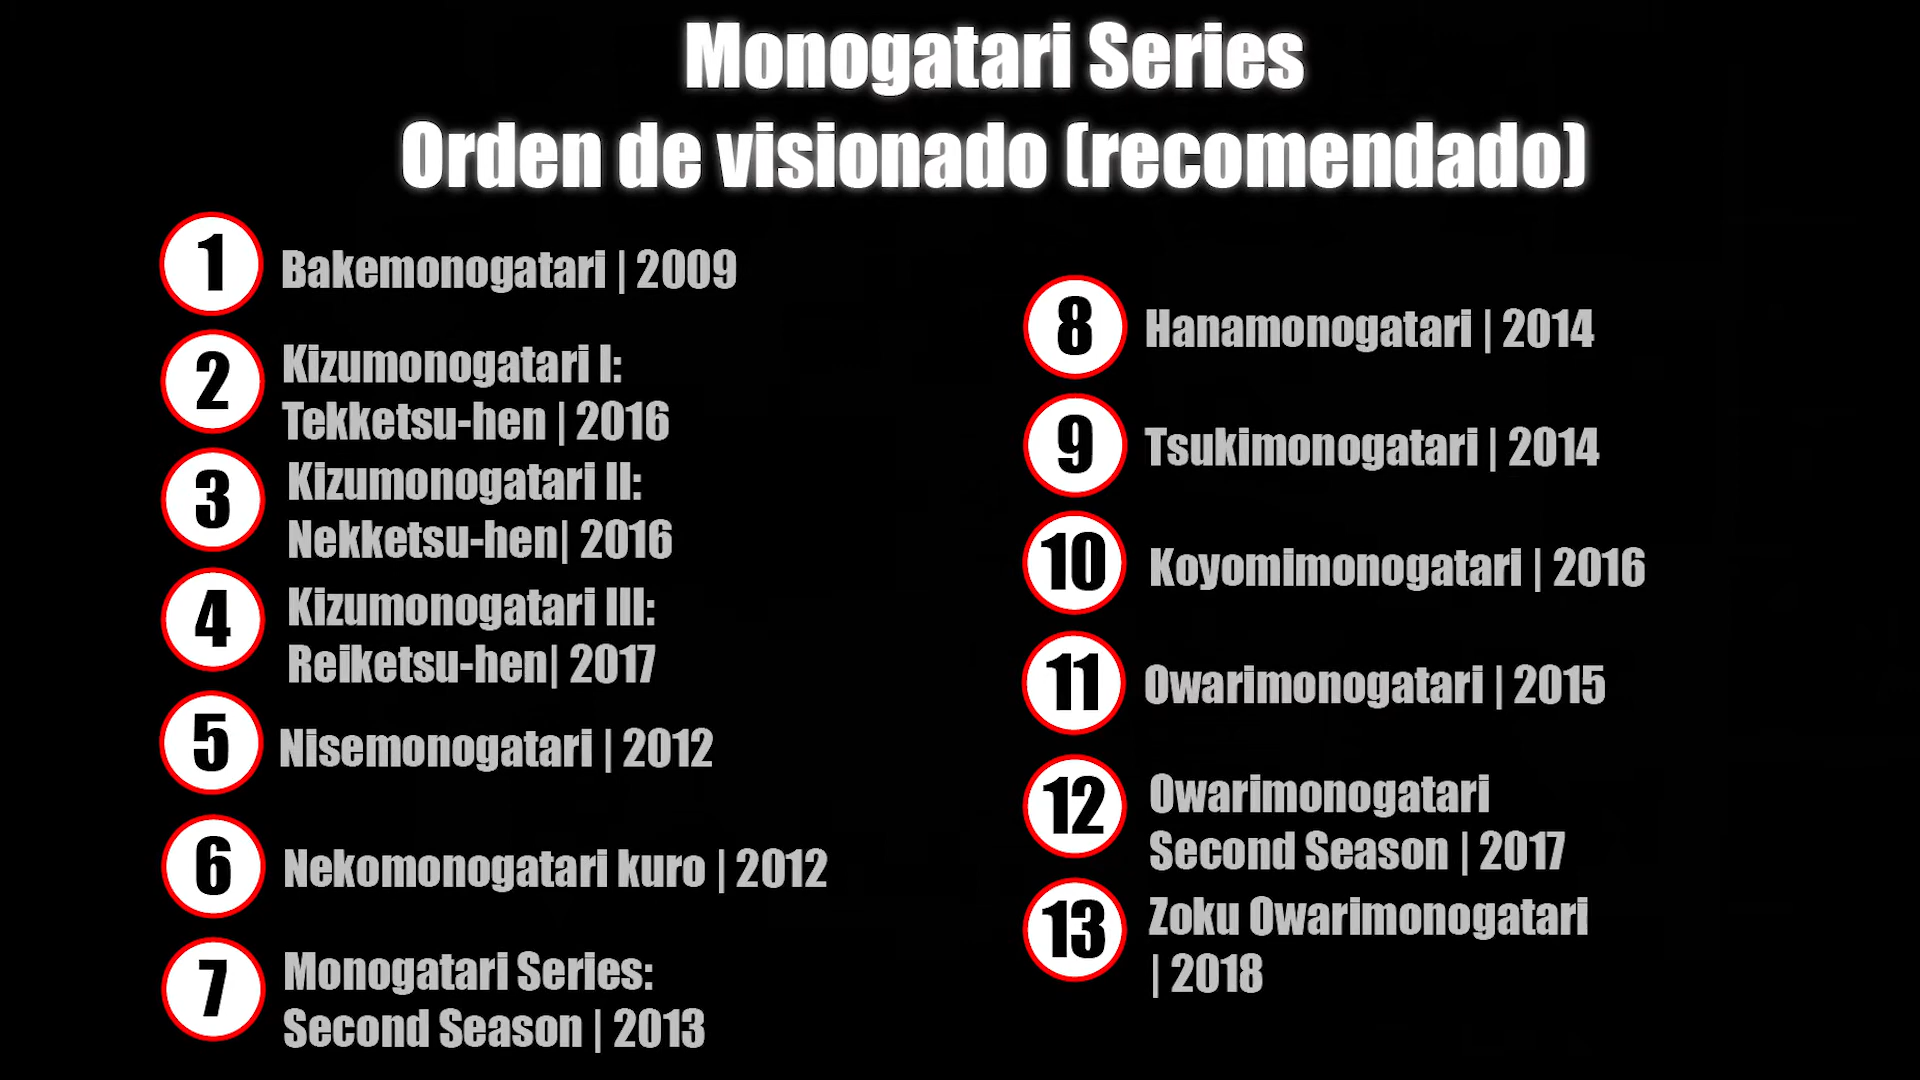 Monogatari Series
Orden de visionado (recomendado)
1 Bakemonogatari | 2009
2 Kizumonogatari I:
Tekketsu-hen | 2016
3 Kizumonogatari II:
Nekketsu-hen| 2016
4 Kizumonogatari III:
Reiketsu-hen| 2017
5 Nisemonogatari | 2012
6 Nekomonogatari kuro | 2012
7 Monogatari Series:
Second Season | 2013
8 Hanamonogatari | 2014
9 Tsukimonogatari | 2014
10 Koyomimonogatari | 2016
11 Owarimonogatari | 2015
12 Owarimonogatari
Second Season | 2017
13 Zoku Owarimonogatari
| 2018